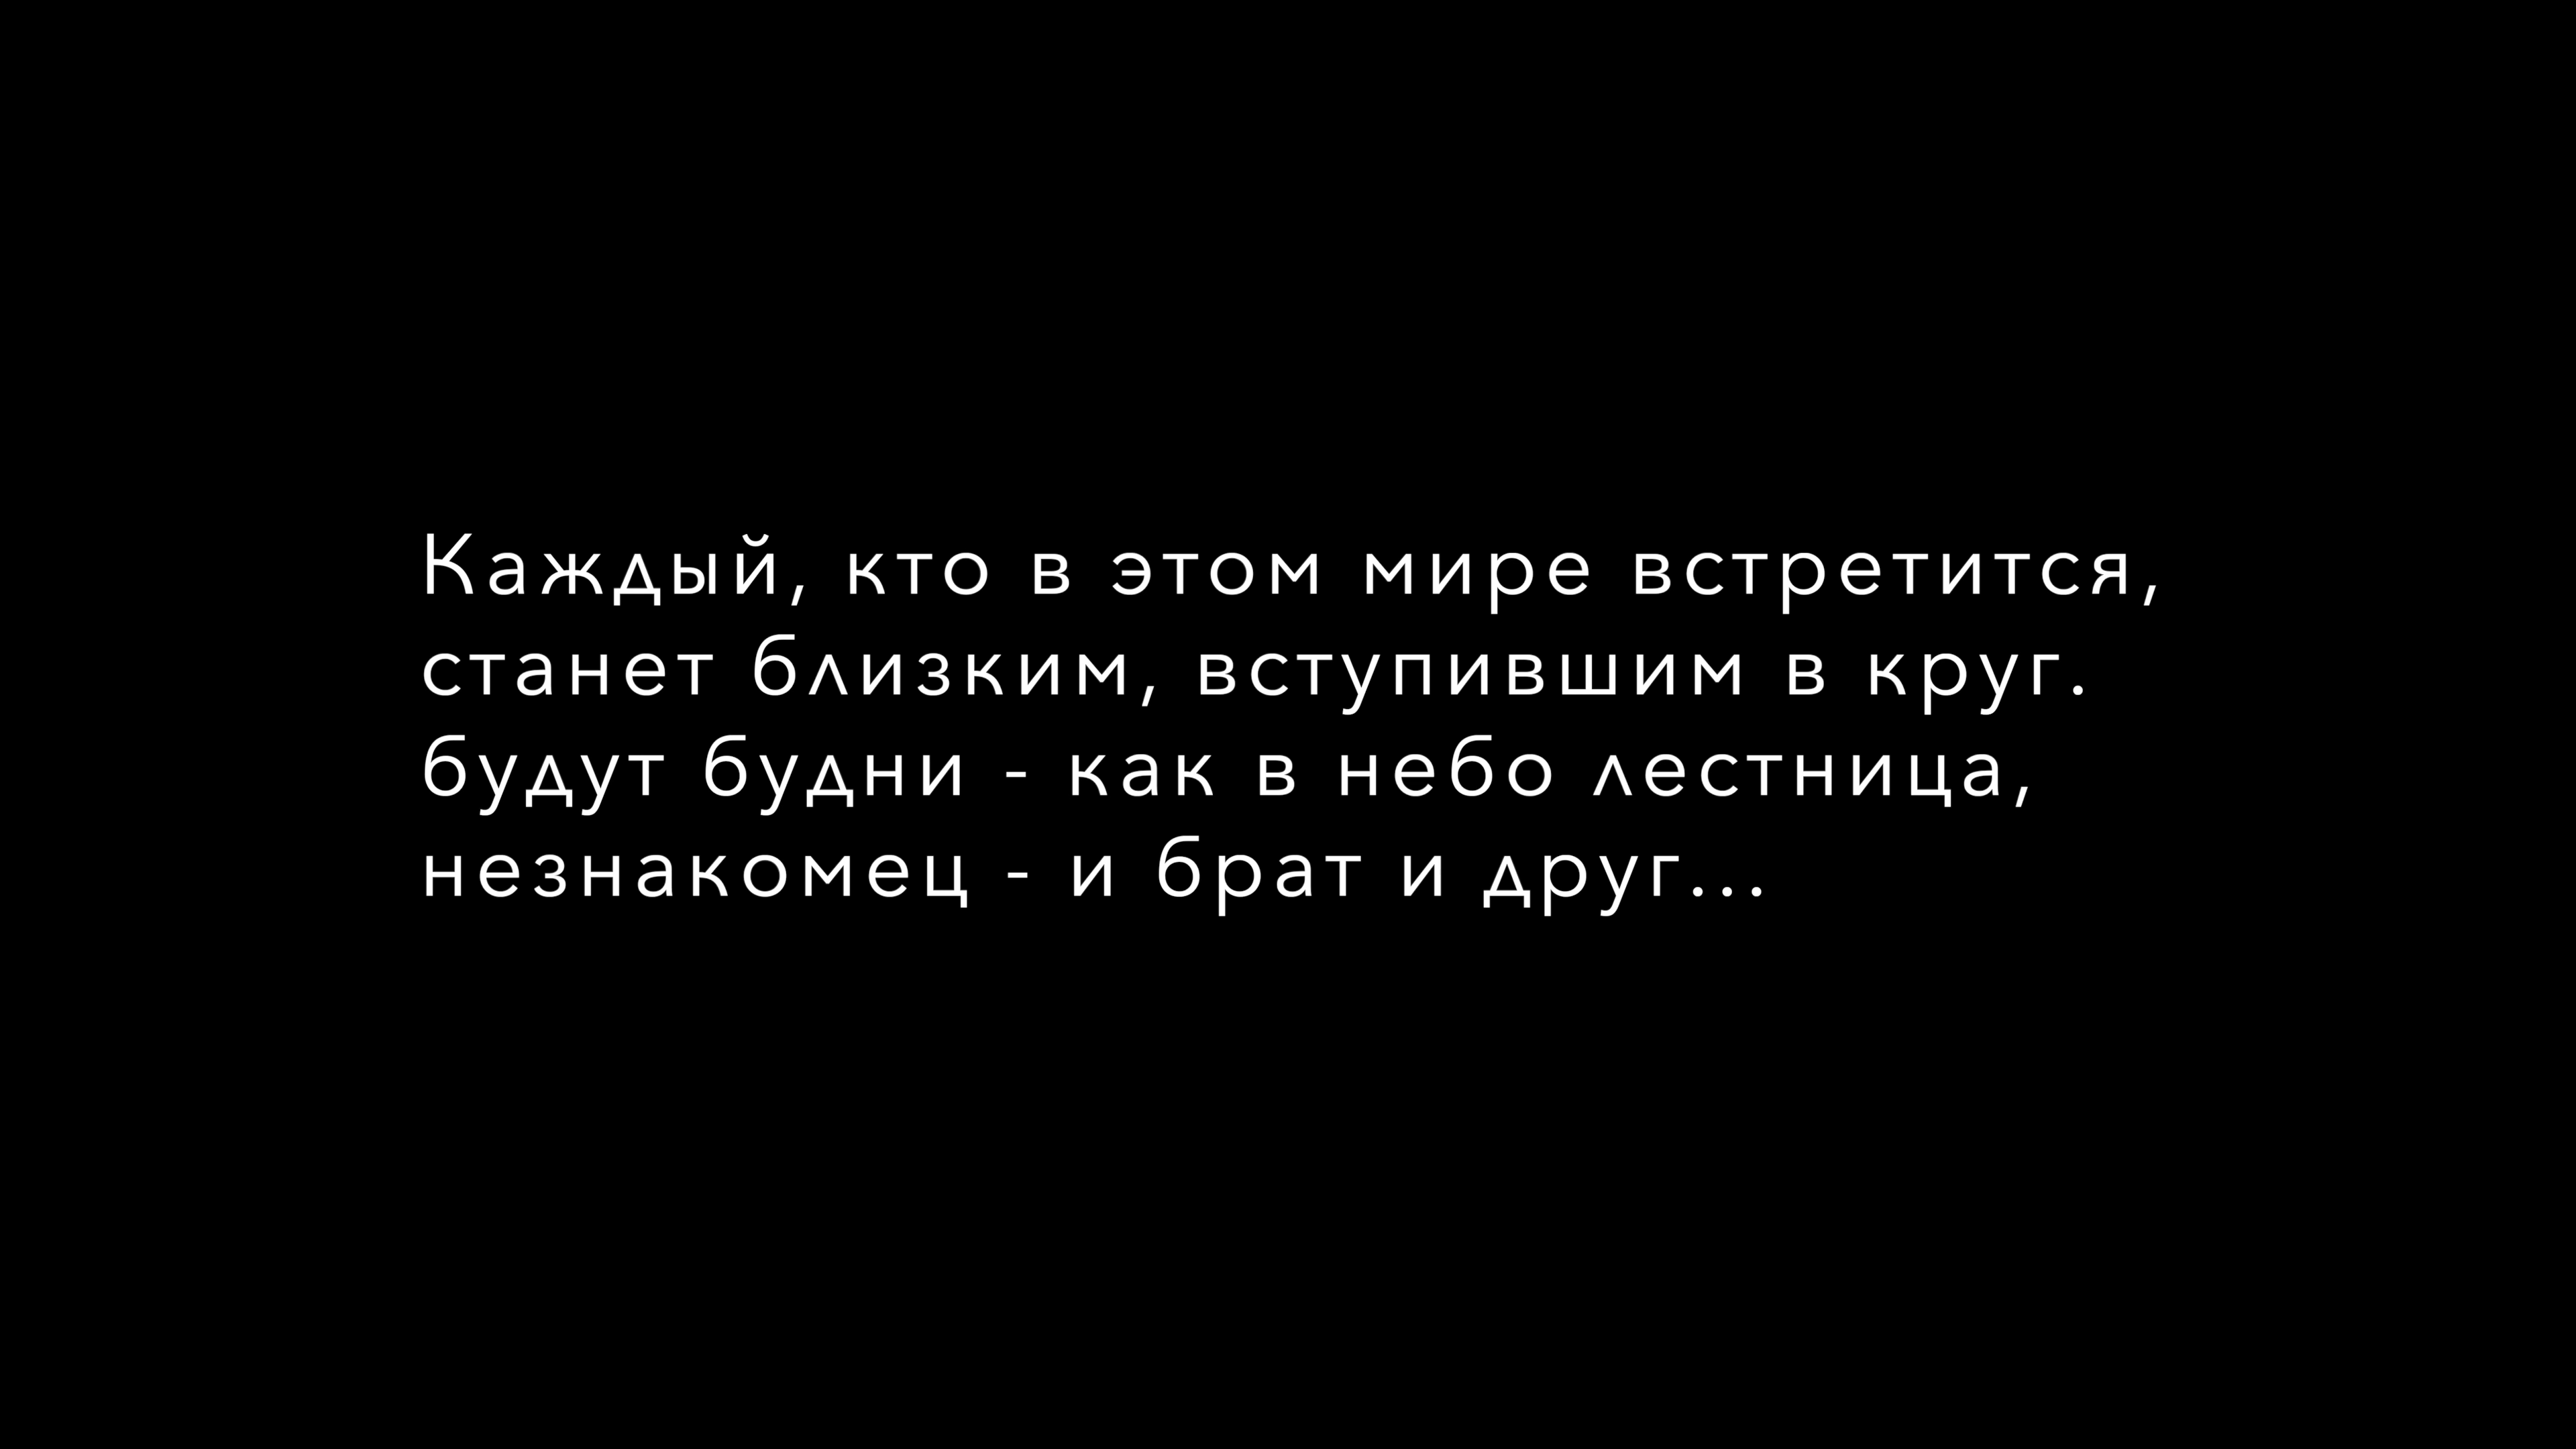 Каждый, кто в этом мире встретится,
станет близким, вступившим в круг.
будут будни - как в небо лестница,
незнакомец - и брат и друг...